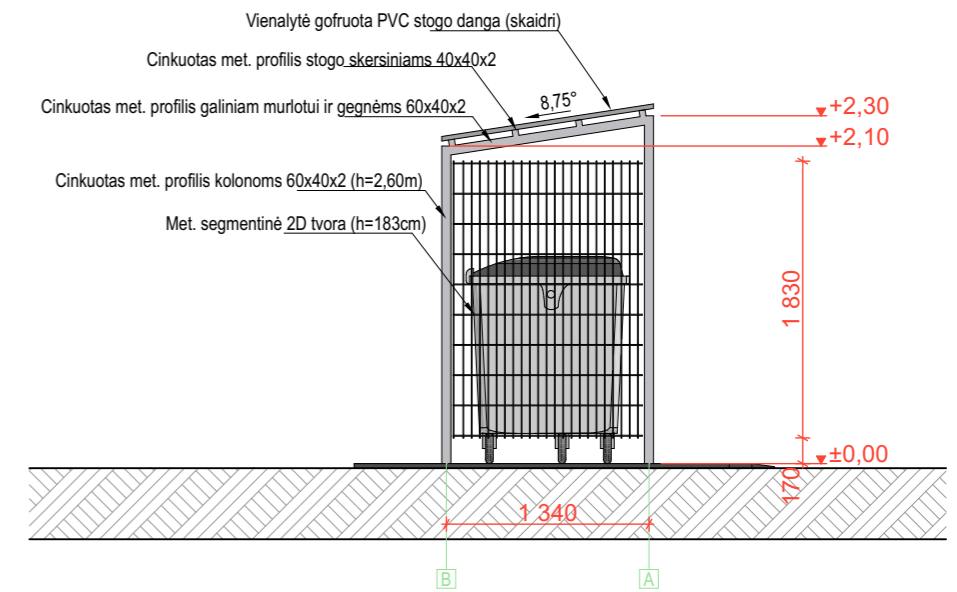 Vienalytė gofruota PVC stogo danga (skaidri)
Cinkuotas met. profilis stogo skersiniams 40x40x2
8,75°
Cinkuotas met. profilis galiniam murlotui ir gegnėms 60x40x2
+2,30
+2,10
Cinkuotas met. profilis kolonoms 60x40x2 (h=2,60m)
Met. segmentinė 2D tvora (h=183cm)
1 830
±0,00
170
1 340
B
A